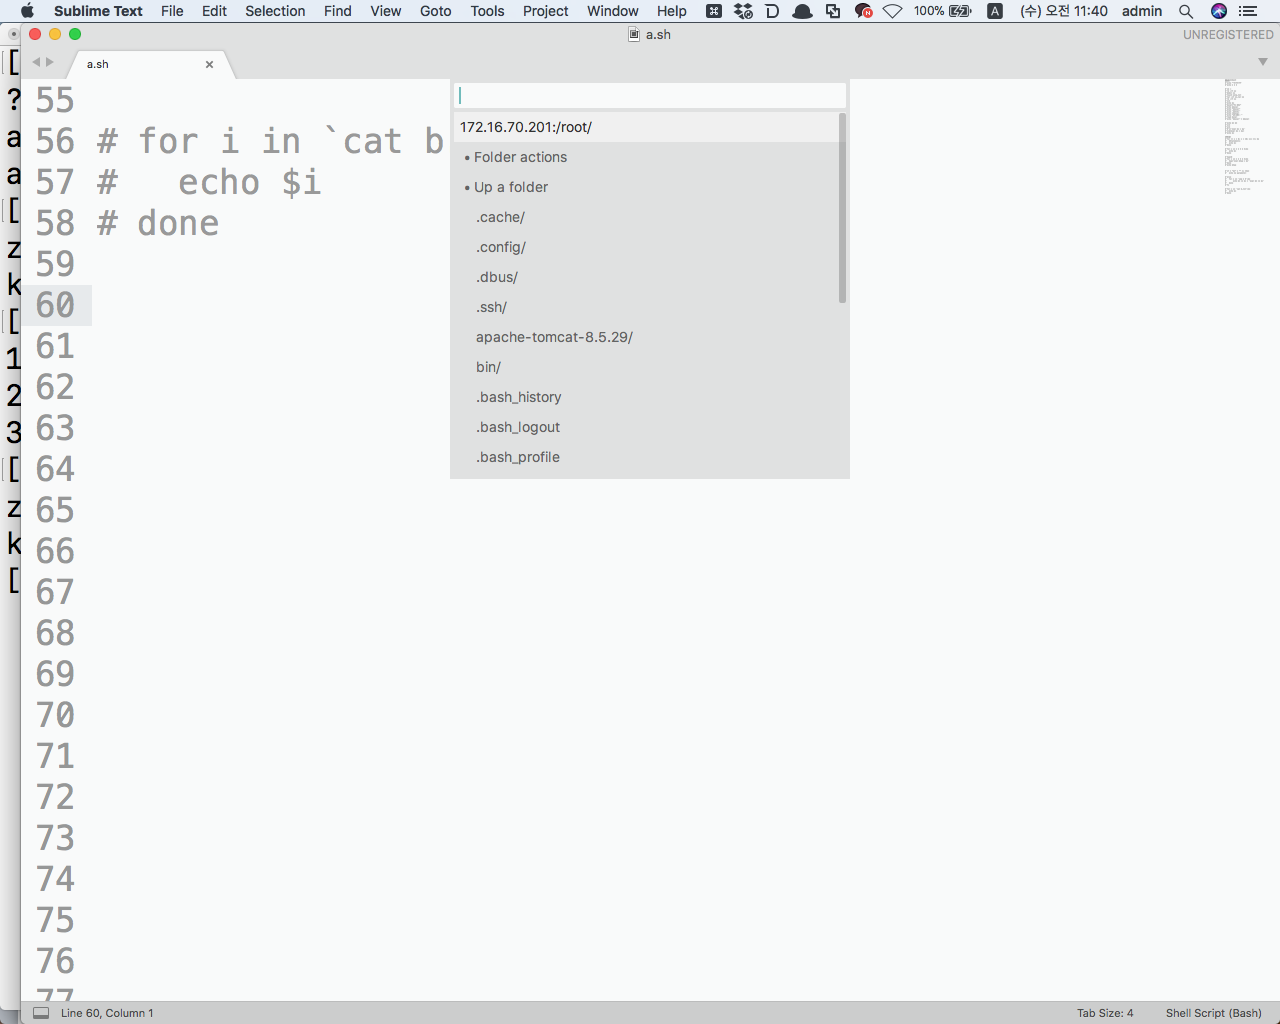 Sublime Text File Edit Selection Find View Goto Tools Project Window Help 100% A (수) 오전 11:40 admin
a.sh
UNREGISTERED
a.sh ×
[
?
a
a
[
z
k
[
1
2
3
[
z
k
[
55
56 # for i in `cat b
57 # echo $i
58 # done
59
60
61
62
63
64
65
66
67
68
69
70
71
72
73
74
75
76
77
172.16.70.201:/root/
• Folder actions
• Up a folder
.cache/
.config/
.dbus/
.ssh/
apache-tomcat-8.5.29/
bin/
.bash_history
.bash_logout
.bash_profile
Line 60, Column 1
Tab Size: 4
Shell Script (Bash)